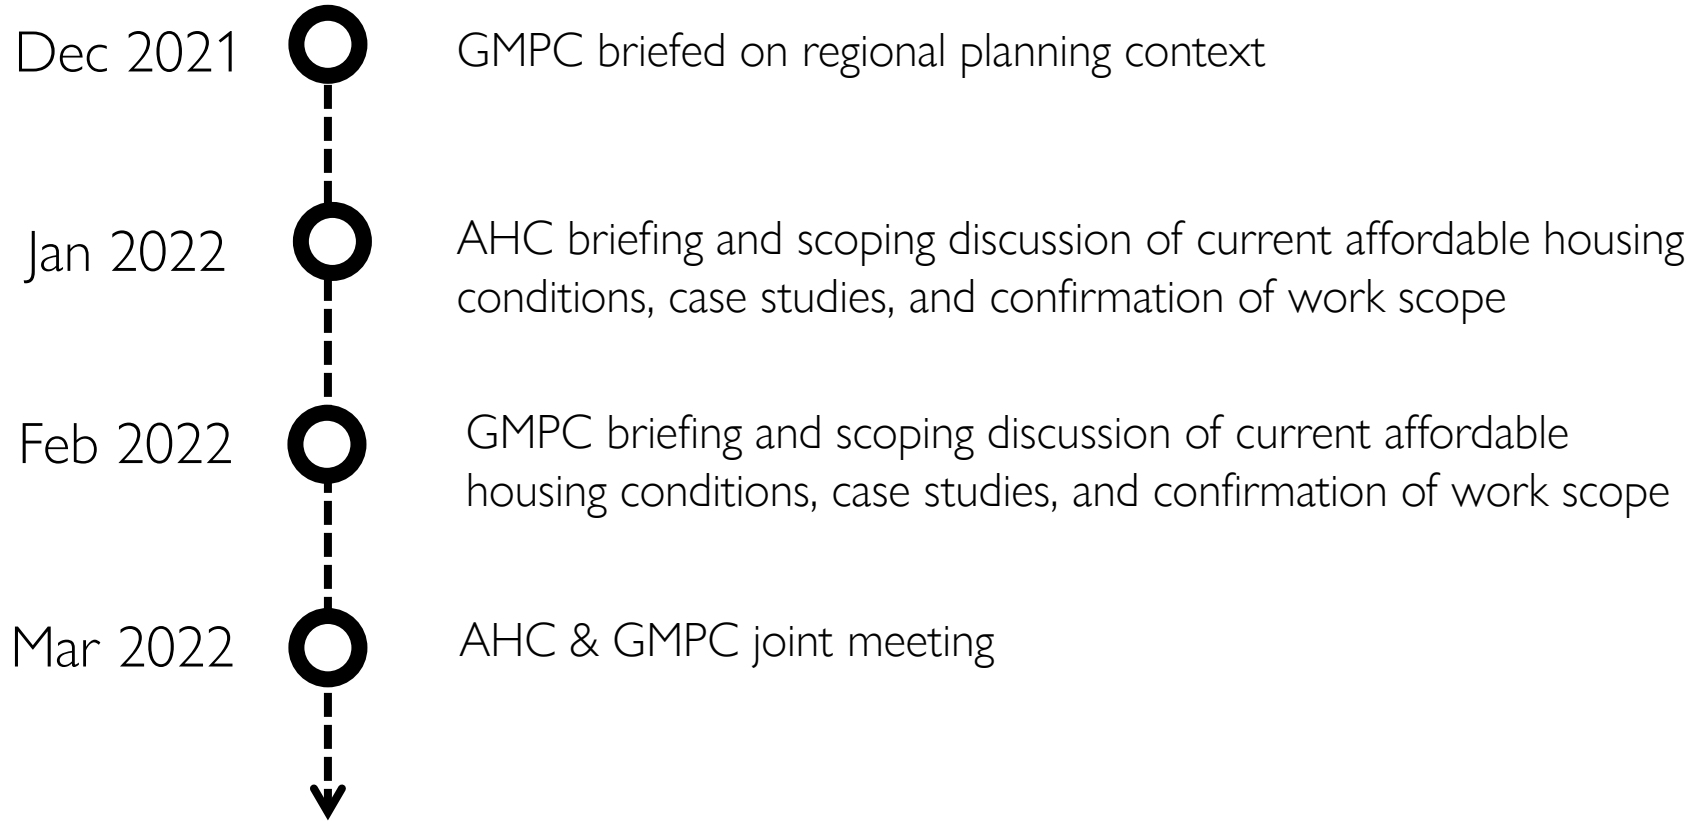 Dec 2021
GMPC briefed on regional planning context
Jan 2022
AHC briefing and scoping discussion of current affordable housing
conditions, case studies, and confirmation of work scope
Feb 2022
GMPC briefing and scoping discussion of current affordable
housing conditions, case studies, and confirmation of work scope
Mar 2022
AHC & GMPC joint meeting